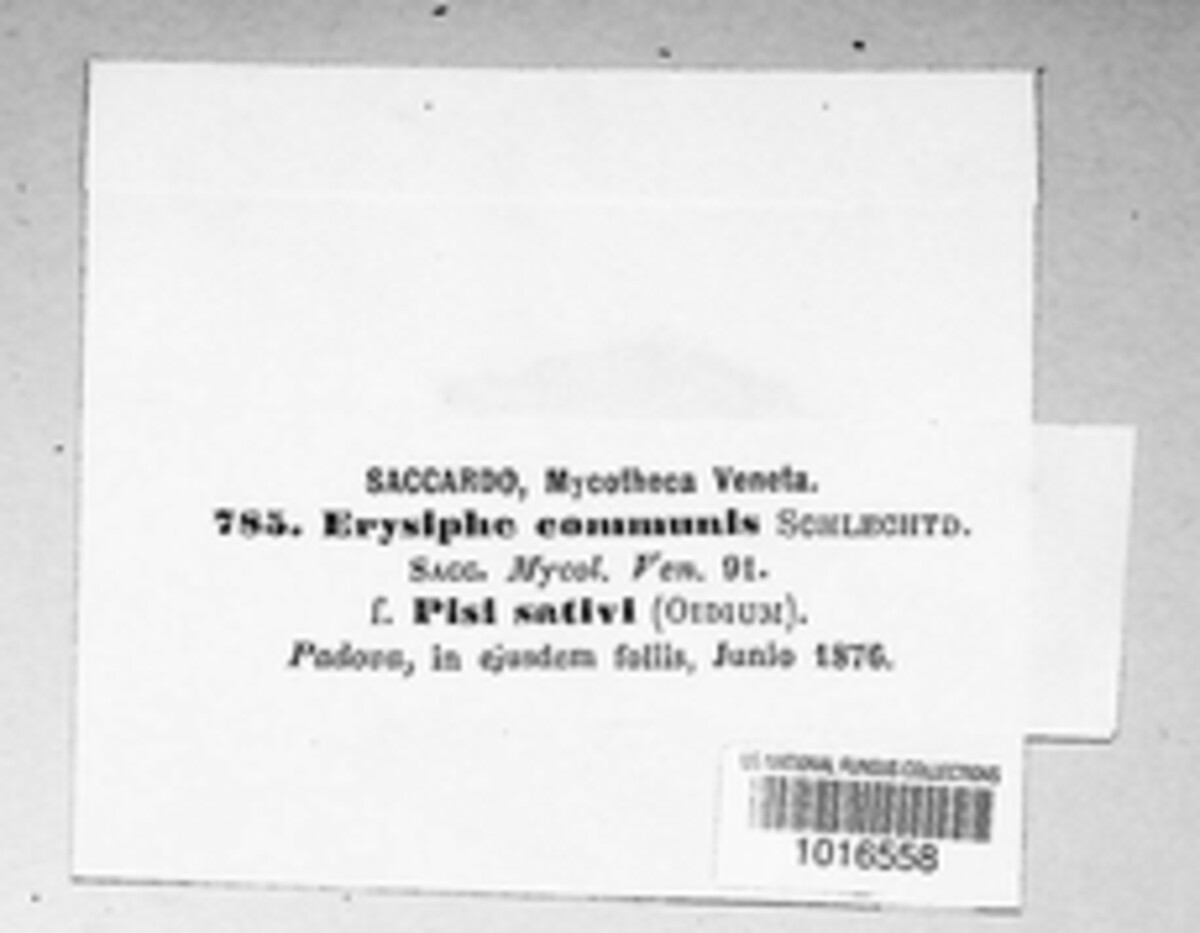 SACCARDO, Mycotheca Veneta.
785. Erysiphe communis SCHLECHTD.
SACC. Mycol. Ven. 91.
f. Pisi sativi (OIDIUM).
Padova, in ejusdem foliis, Junio 1876.
US NATIONAL FUNGUS COLLECTIONS
1016558